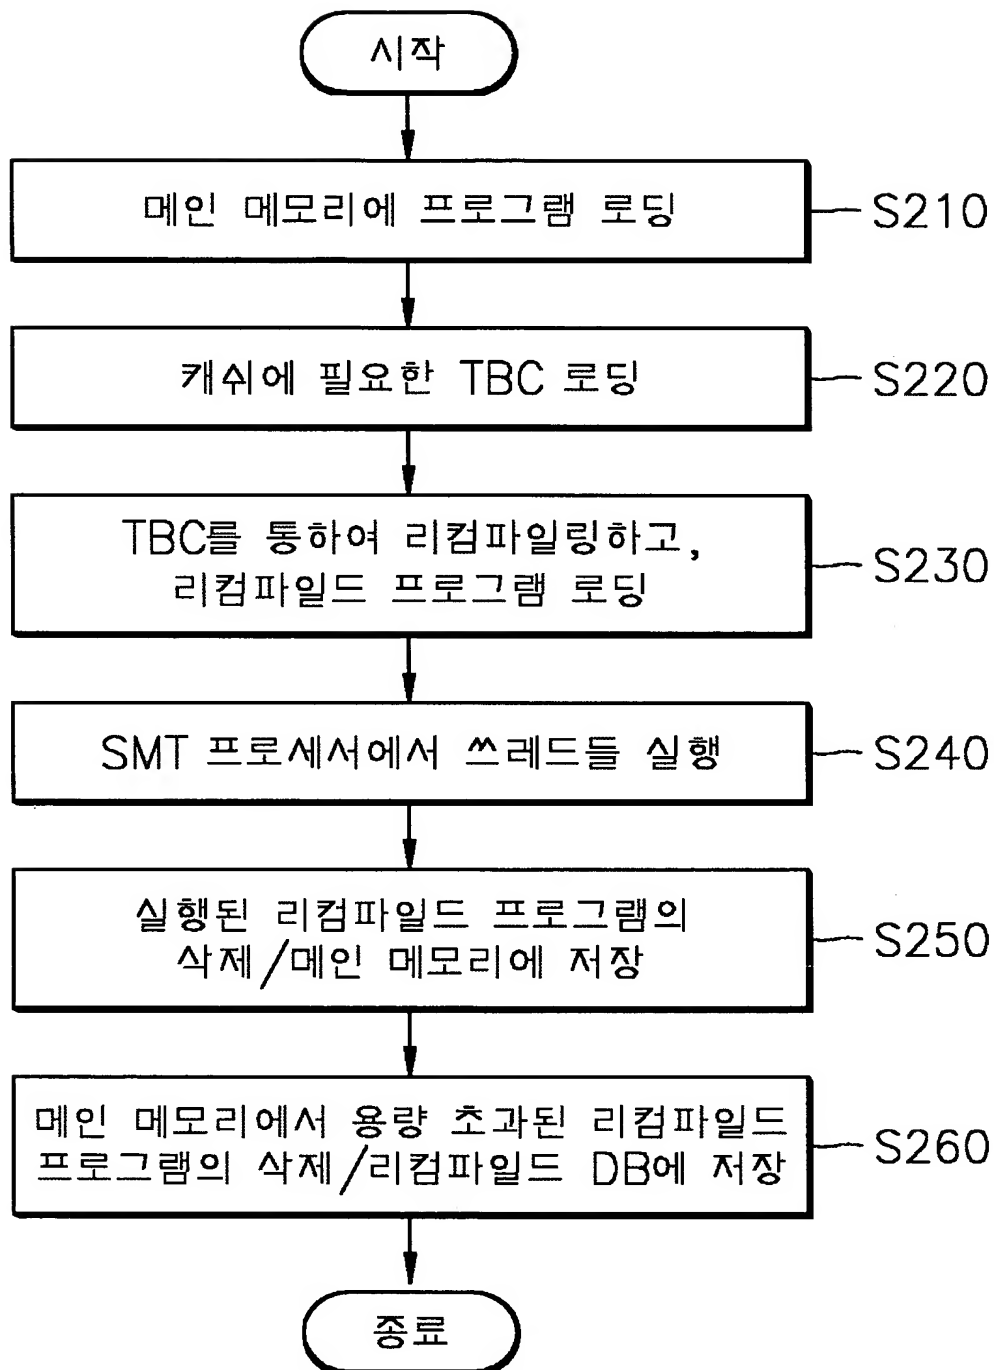 시작
메인 메모리에 프로그램 로딩
S210
캐쉬에 필요한 TBC 로딩
S220
TBC를 통하여 리컴파일링하고,
리컴파일드 프로그램 로딩
S230
SMT 프로세서에서 쓰레드들 실행
S240
실행된 리컴파일드 프로그램의
삭제/메인 메모리에 저장
S250
메인 메모리에서 용량 초과된 리컴파일드
프로그램의 삭제/리컴파일드 DB에 저장
S260
종료